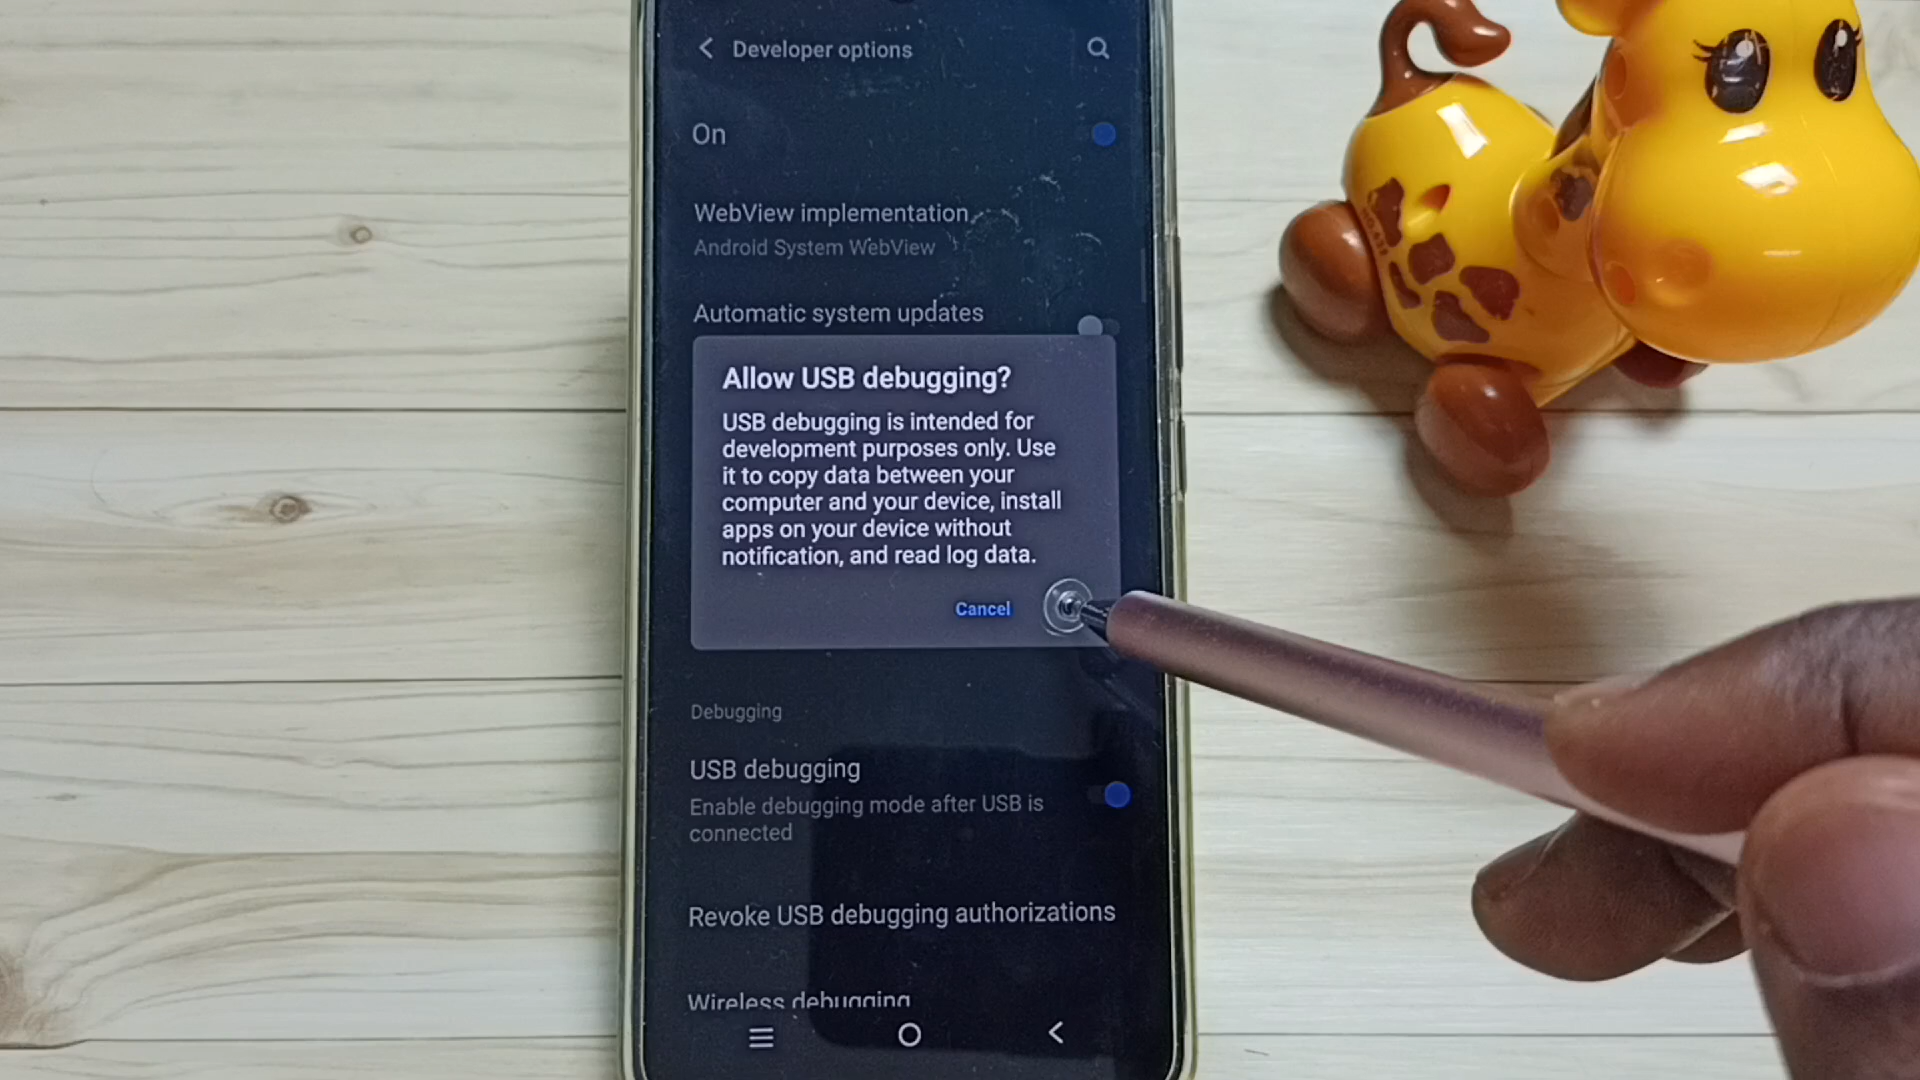 Developer options
On
WebView implementation
Android System WebView
Automatic system updates
Allow USB debugging?
USB debugging is intended for
development purposes only. Use
it to copy data between your
computer and your device, install
apps on your device without
notification, and read log data.
Cancel
Debugging
USB debugging
Enable debugging mode after USB is
connected
Revoke USB debugging authorizations
Wireless debugging